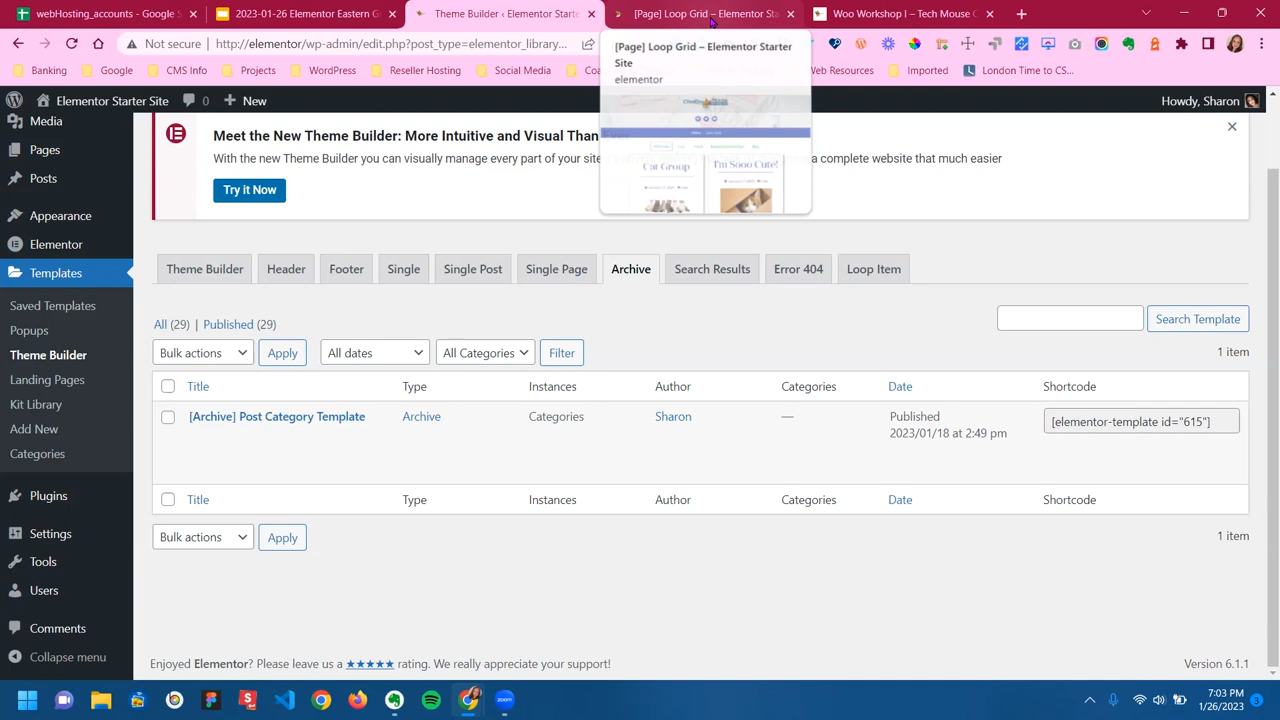 webHosting_accounts - Google S
2023-01-26 Elementor Eastern G
Theme Builder ‹ Elementor Starte
[Page] Loop Grid – Elementor Sta
Woo Workshop I – Tech Mouse C
Not secure
http://elementor/wp-admin/edit.php?post_type=elementor_library...
Banking
Google
CMSinfo
Projects
WordPress
Reseller Hosting
Social Media
Web Resources
Imported
London Time to ...
[Page] Loop Grid – Elementor Starter
Site
elementor
Cat Group
I'm Sooo Cute!
Elementor Starter Site
0
New
Howdy, Sharon
Media
Pages
Posts
Appearance
Elementor
Templates
Saved Templates
Popups
Theme Builder
Landing Pages
Kit Library
Add New
Categories
Plugins
Settings
Tools
Users
Comments
Collapse menu
Meet the New Theme Builder: More Intuitive and Visual Than Ever
With the new Theme Builder you can visually manage every part of your site
a complete website that much easier
Try it Now
Theme Builder
Header
Footer
Single
Single Post
Single Page
Archive
Search Results
Error 404
Loop Item
All (29) | Published (29)
Search Template
Bulk actions
Apply
All dates
All Categories
Filter
1 item
Title
Type
Instances
Author
Categories
Date
Shortcode
[Archive] Post Category Template
Archive
Categories
Sharon
—
Published
2023/01/18 at 2:49 pm
[elementor-template id="615"]
Title
Type
Instances
Author
Categories
Date
Shortcode
Bulk actions
Apply
1 item
Enjoyed Elementor? Please leave us a ★★★★★ rating. We really appreciate your support!
Version 6.1.1
zoom
7:03 PM
1/26/2023
3